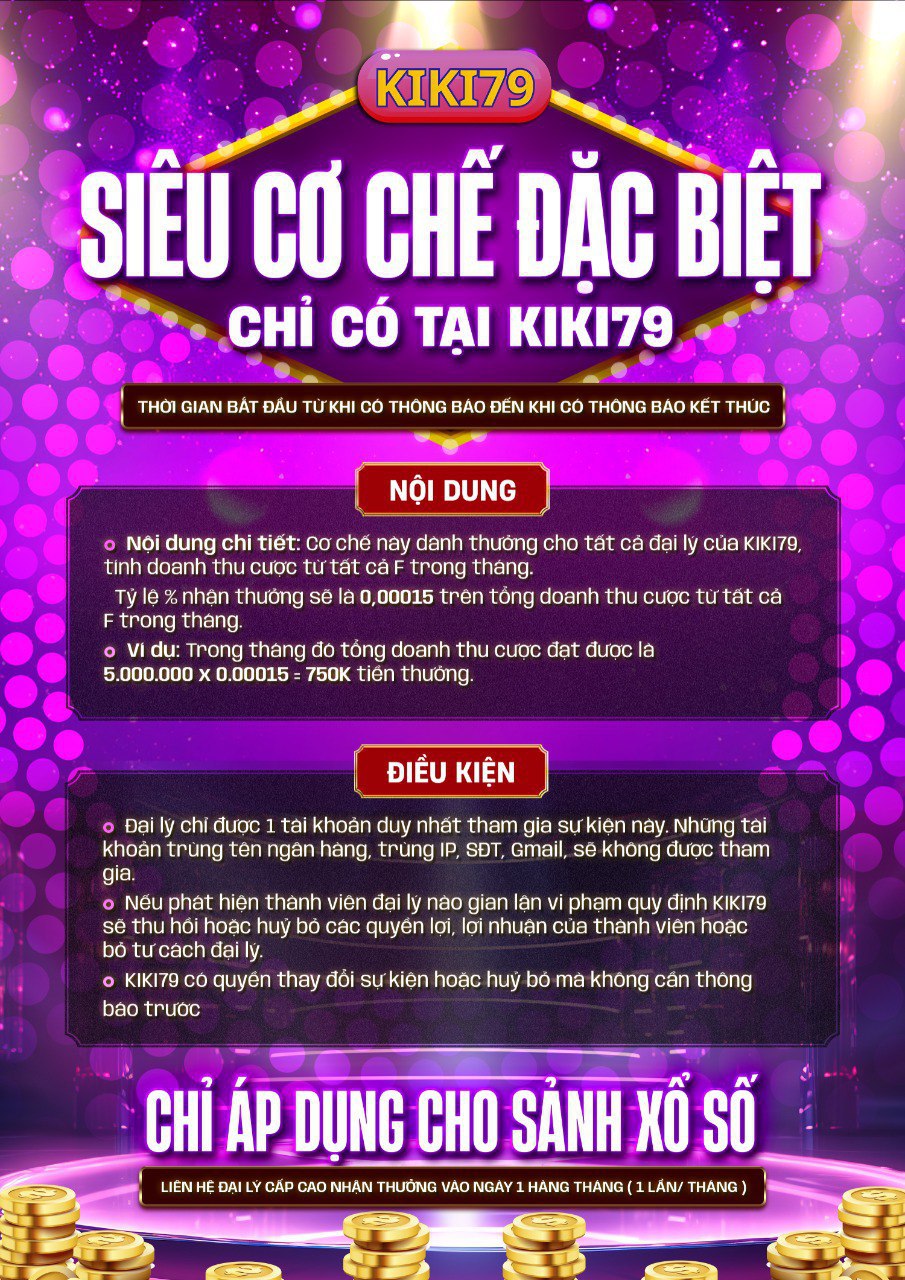 KIKI79
SIÊU CƠ CHẾ ĐẶC BIỆT
CHỈ CÓ TẠI KIKI79
THỜI GIAN BẮT ĐẦU TỪ KHI CÓ THÔNG BÁO ĐẾN KHI CÓ THÔNG BÁO KẾT THÚC
NỘI DUNG
Nội dung chi tiết: Cơ chế này dành thưởng cho tất cả đại lý của KIKI79,
tính doanh thu cược từ tất cả F trong tháng.
Tỷ lệ % nhận thưởng sẽ là 0,00015 trên tổng doanh thu cược từ tất cả
F trong tháng.
Ví dụ: Trong tháng đó tổng doanh thu cược đạt được là
5.000.000 x 0.00015 = 750K tiền thưởng.
ĐIỀU KIỆN
Đại lý chỉ được 1 tài khoản duy nhất tham gia sự kiện này. Những tài
khoản trùng tên ngân hàng, trùng IP, SĐT, Gmail, sẽ không được tham
gia.
Nếu phát hiện thành viên đại lý nào gian lận vi phạm quy định KIKI79
sẽ thu hồi hoặc huỷ bỏ các quyền lợi, lợi nhuận của thành viên hoặc
bỏ tư cách đại lý.
KIKI79 có quyền thay đổi sự kiện hoặc huỷ bỏ mà không cần thông
báo trước
CHỈ ÁP DỤNG CHO SẢNH XỔ SỐ
LIÊN HỆ ĐẠI LÝ CẤP CAO NHẬN THƯỞNG VÀO NGÀY 1 HÀNG THÁNG ( 1 LẦN/ THÁNG )